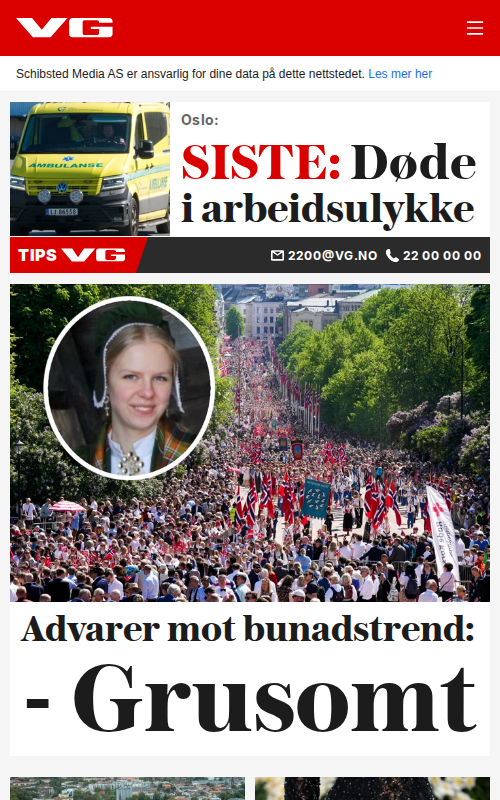 VG
Schibsted Media AS er ansvarlig for dine data på dette nettstedet. Les mer her
Oslo:
SISTE: Døde
i arbeidsulykke
AMBULANSE
TIPS VG
2200@VG.NO 22 00 00 00
Advarer mot bunadstrend:
- Grusomt